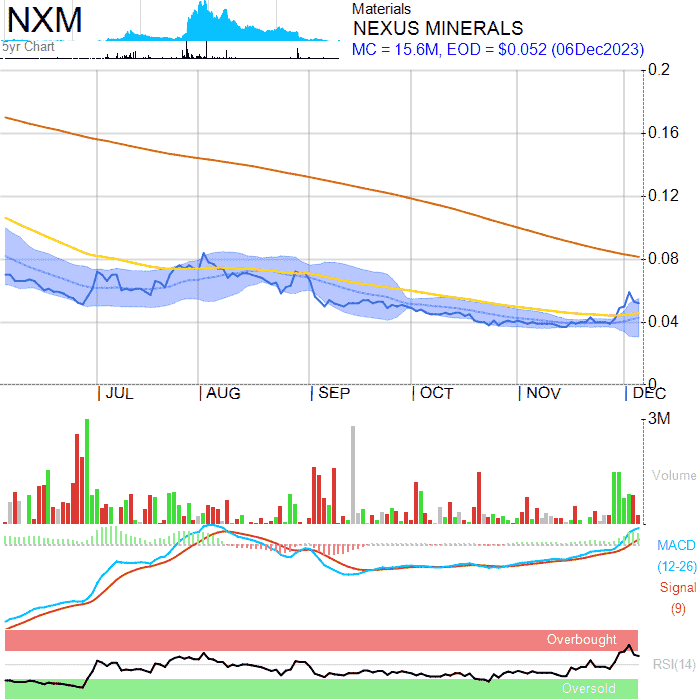 NXM
5yr Chart
Materials
NEXUS MINERALS
MC = 15.6M, EOD = $0.052 (06Dec2023)
0.2
0.16
0.12
0.08
0.04
0
JUL AUG SEP OCT NOV DEC
3M
Volume
MACD
(12-26)
Signal
(9)
Overbought
RSI(14)
Oversold